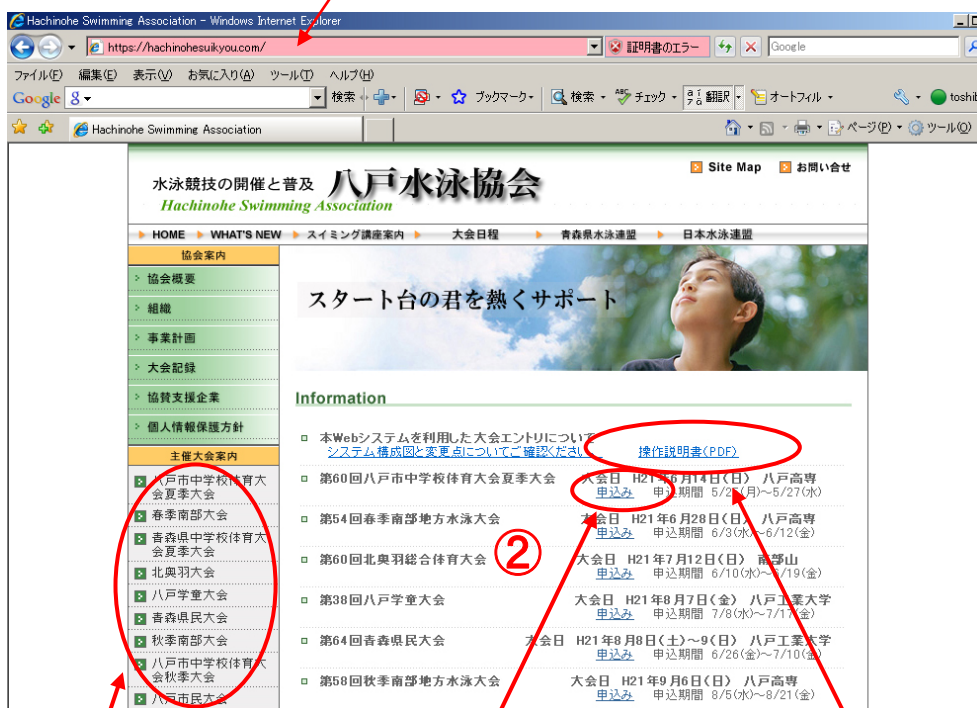 Hachinohe Swimming Association - Windows Internet Explorer
https://hachinohesuikyou.com/
証明書のエラー
Google
ファイル(F) 編集(E) 表示(V) お気に入り(A) ツール(T) ヘルプ(H)
Google 検索 ブックマーク 検索 チェック 翻訳 オートフィル toshib
Hachinohe Swimming Association
ページ(P) ツール(O)
Site Map お問い合せ
水泳競技の開催と普及 八戸水泳協会
Hachinohe Swimming Association
HOME WHAT'S NEW スイミング講座案内 大会日程 青森県水泳連盟 日本水泳連盟
協会案内
協会概要
組織
事業計画
大会記録
協賛支援企業
個人情報保護方針
主催大会案内
八戸市中学校体育大
会夏季大会
春季南部大会
青森県中学校体育大
会夏季大会
北奥羽大会
八戸学童大会
青森県民大会
秋季南部大会
八戸市中学校体育大
会秋季大会
八戸市民大会
スタート台の君を熱くサポート
Information
本Webシステムを利用した大会エントリについて
システム構成図と変更点についてご確認ください 操作説明書(PDF)
第60回八戸市中学校体育大会夏季大会 大会日 H21年6月14日(日) 八戸高専
申込み 申込期間 5/25(月)～5/27(水)
第54回春季南部地方水泳大会 大会日 H21年6月28日(日) 八戸高専
申込み 申込期間 6/3(水)～6/12(金)
②
第60回北奥羽総合体育大会 大会日 H21年7月12日(日) 南部山
申込み 申込期間 6/10(水)～6/19(金)
第38回八戸学童大会 大会日 H21年8月7日(金) 八戸工業大学
申込み 申込期間 7/8(水)～7/17(金)
第64回青森県民大会 大会日 H21年8月8日(土)～9(日) 八戸工業大学
申込み 申込期間 6/26(金)～7/10(金)
第58回秋季南部地方水泳大会 大会日 H21年9月6日(日) 八戸高専
申込み 申込期間 8/5(水)～8/21(金)